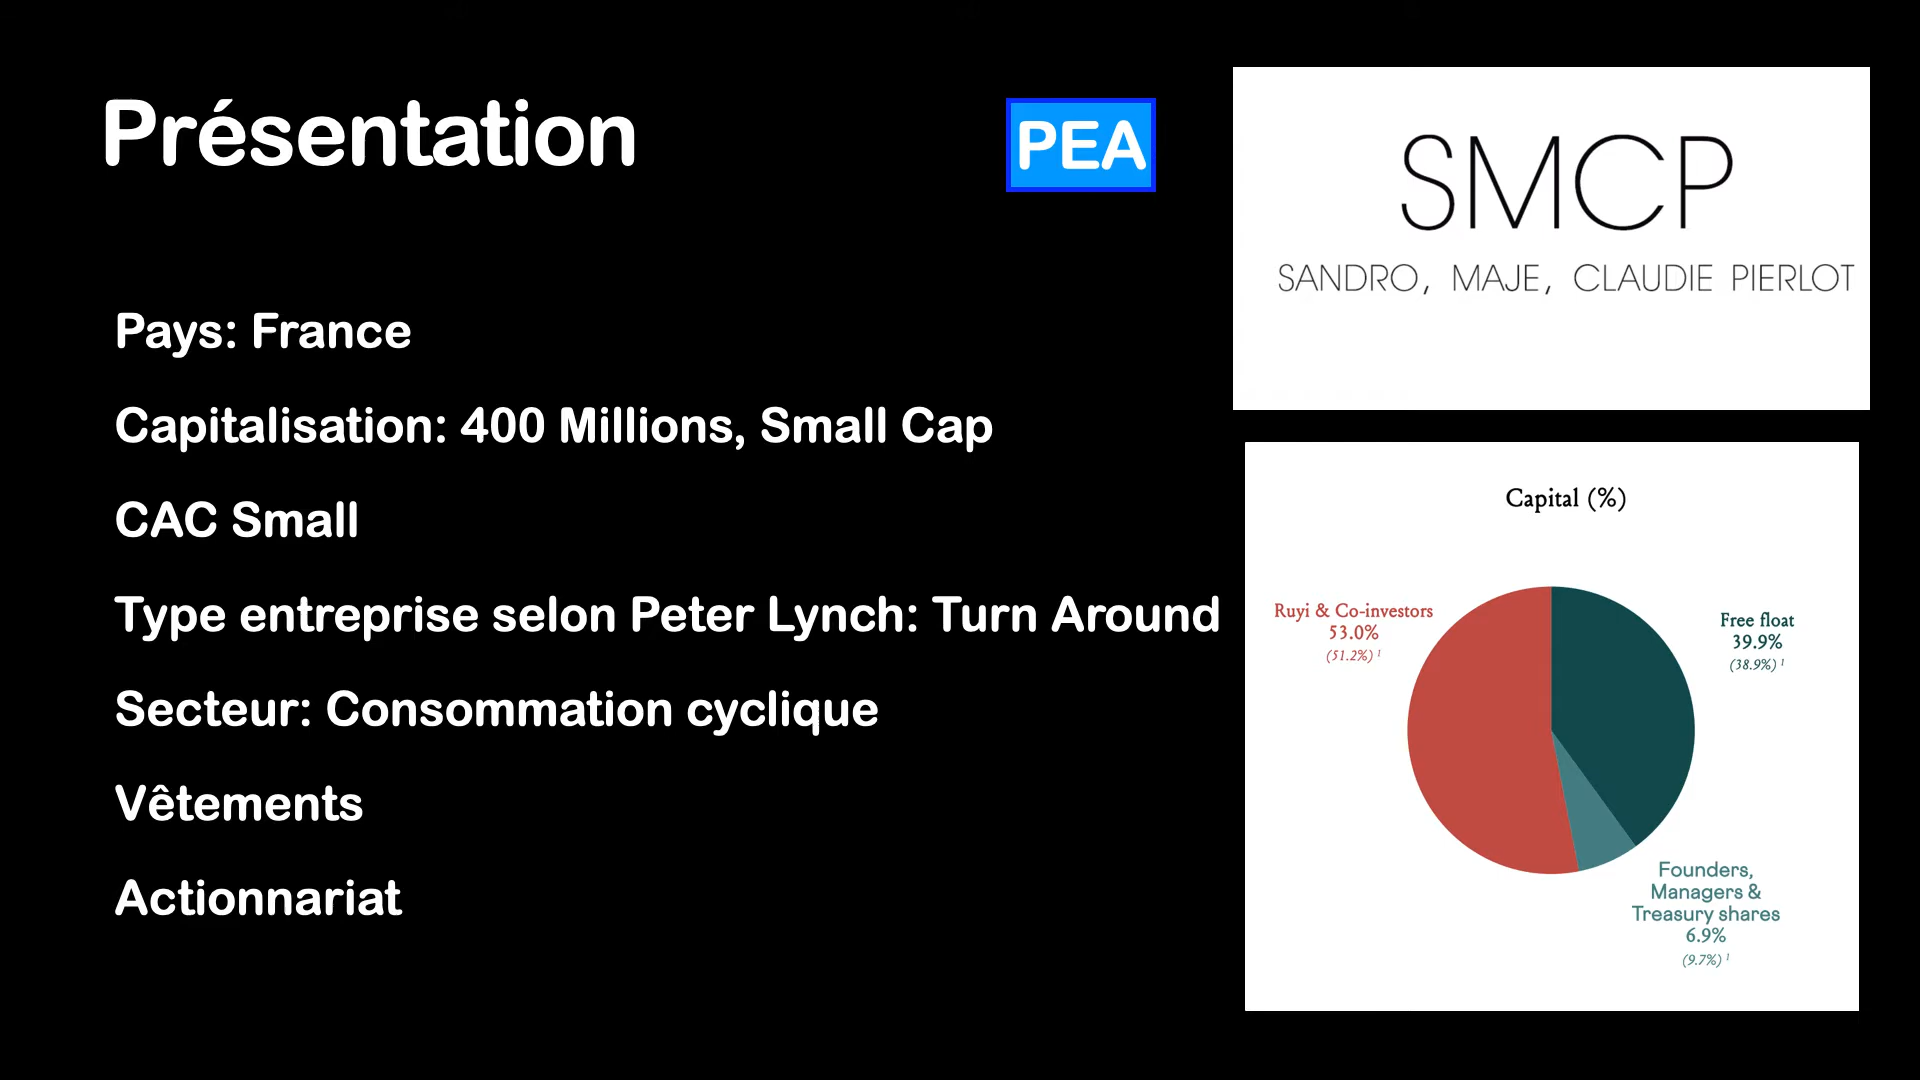 Présentation
PEA
SMCP
SANDRO, MAJE, CLAUDIE PIERLOT
Pays: France
Capitalisation: 400 Millions, Small Cap
CAC Small
Type entreprise selon Peter Lynch: Turn Around
Secteur: Consommation cyclique
Vêtements
Actionnariat
Capital (%)
Ruyi & Co-investors
53.0%
(51.2%) ¹
Free float
39.9%
(38.9%) ¹
Founders,
Managers &
Treasury shares
6.9%
(9.7%) ¹